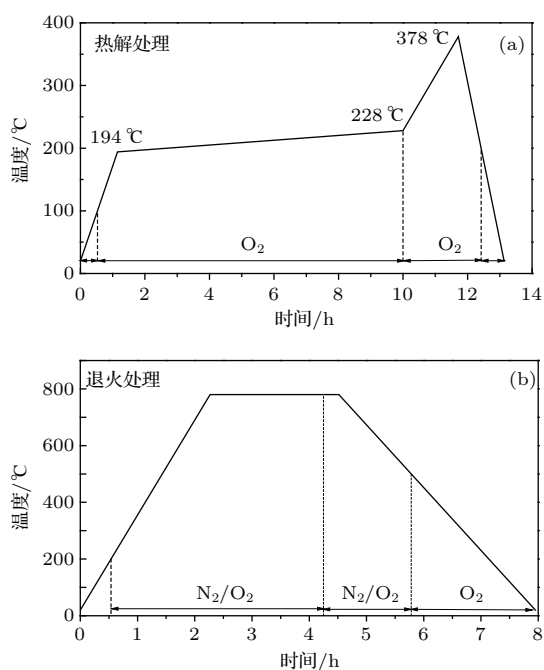 热解处理
(a)
378 ℃
194 ℃
228 ℃
O₂
O₂
400
300
200
100
0
温度/℃
0 2 4 6 8 10 12 14
时间/h
退火处理
(b)
800
600
400
200
0
温度/℃
N₂/O₂
N₂/O₂
O₂
0 1 2 3 4 5 6 7 8
时间/h